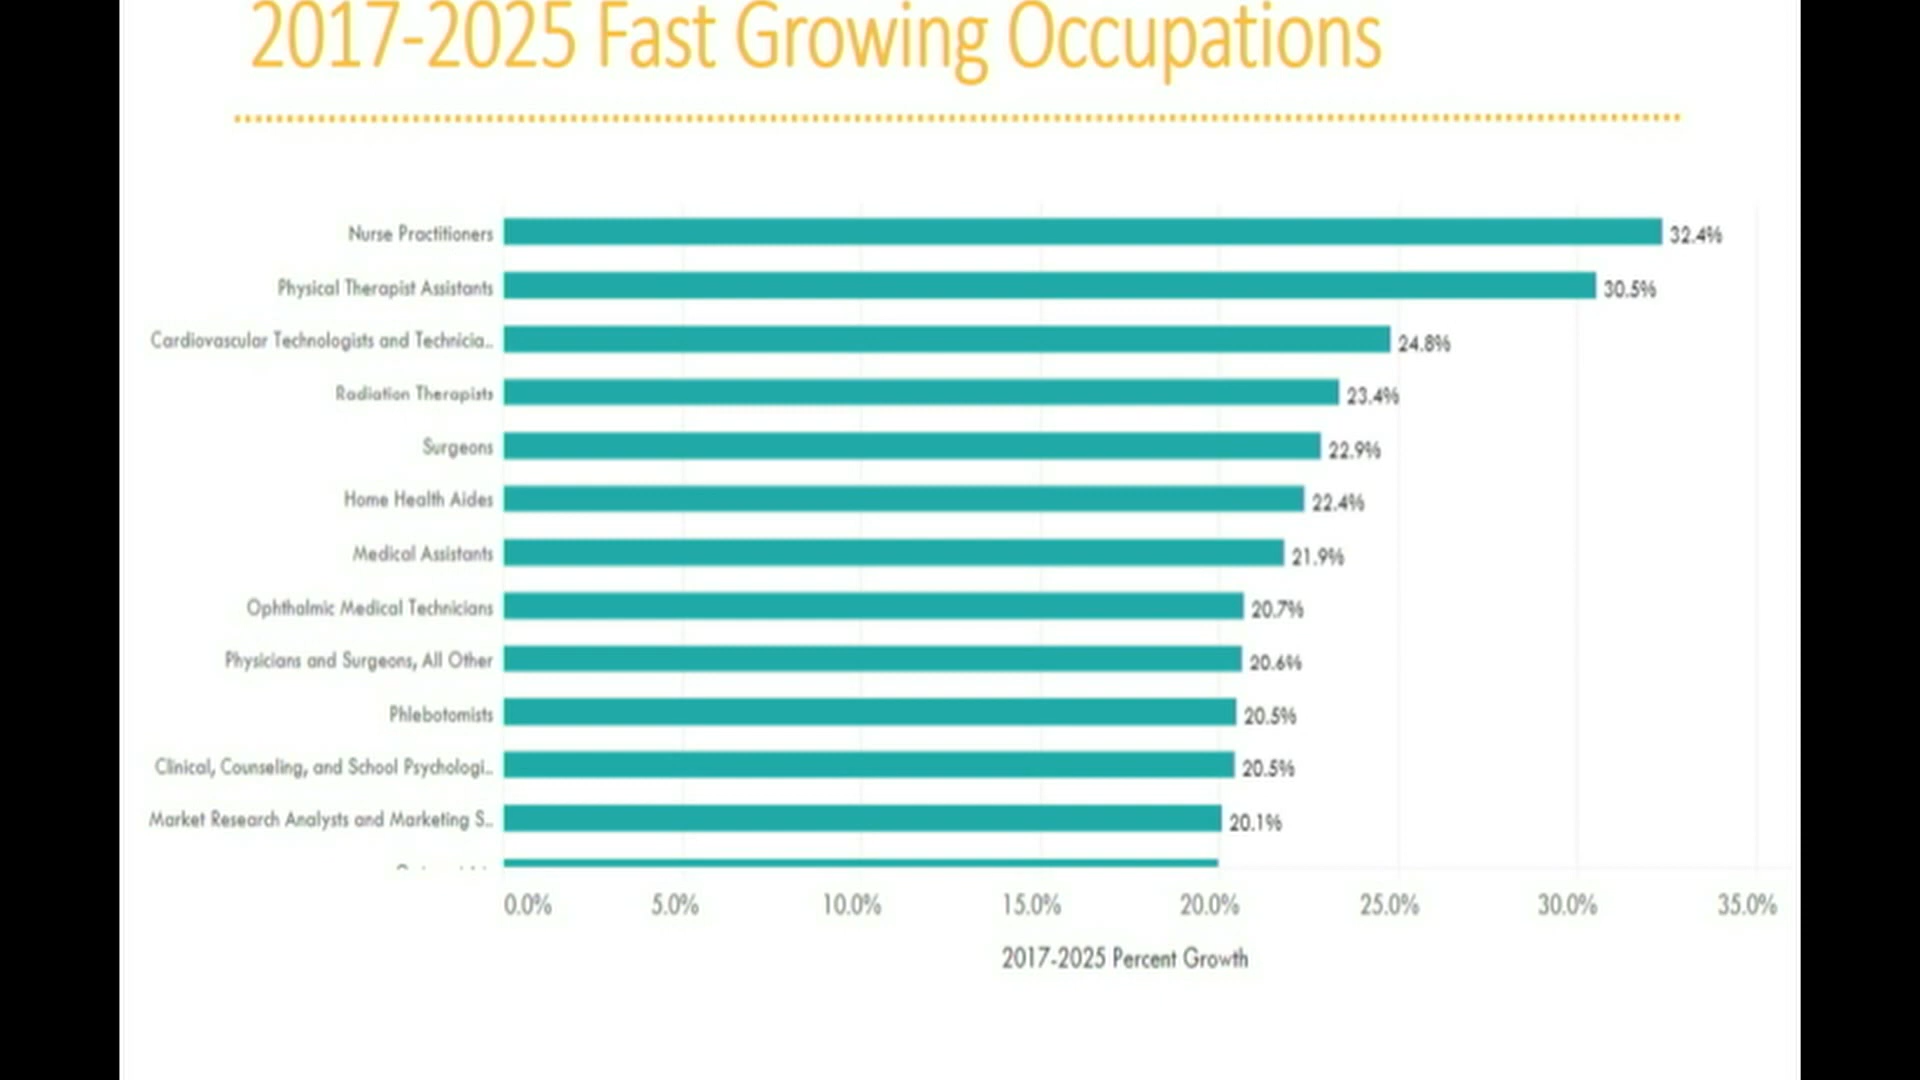 2017-2025 Fast Growing Occupations
Nurse Practitioners 32.4%
Physical Therapist Assistants 30.5%
Cardiovascular Technologists and Technicia.. 24.8%
Radiation Therapists 23.4%
Surgeons 22.9%
Home Health Aides 22.4%
Medical Assistants 21.9%
Ophthalmic Medical Technicians 20.7%
Physicians and Surgeons, All Other 20.6%
Phlebotomists 20.5%
Clinical, Counseling, and School Psychologi.. 20.5%
Market Research Analysts and Marketing S.. 20.1%
0.0% 5.0% 10.0% 15.0% 20.0% 25.0% 30.0% 35.0%
2017-2025 Percent Growth